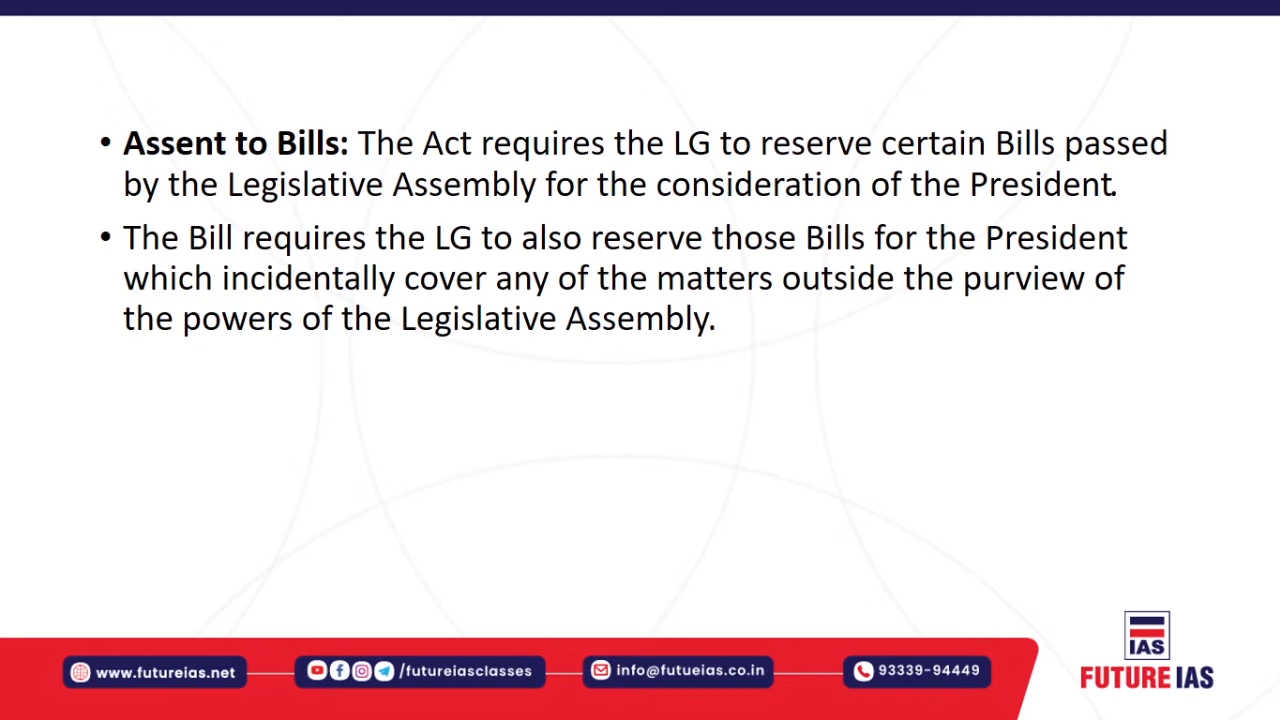 • Assent to Bills: The Act requires the LG to reserve certain Bills passed
by the Legislative Assembly for the consideration of the President.
• The Bill requires the LG to also reserve those Bills for the President
which incidentally cover any of the matters outside the purview of
the powers of the Legislative Assembly.
IAS
FUTURE IAS
www.futureias.net
/futureiasclasses
info@futueias.co.in
93339-94449